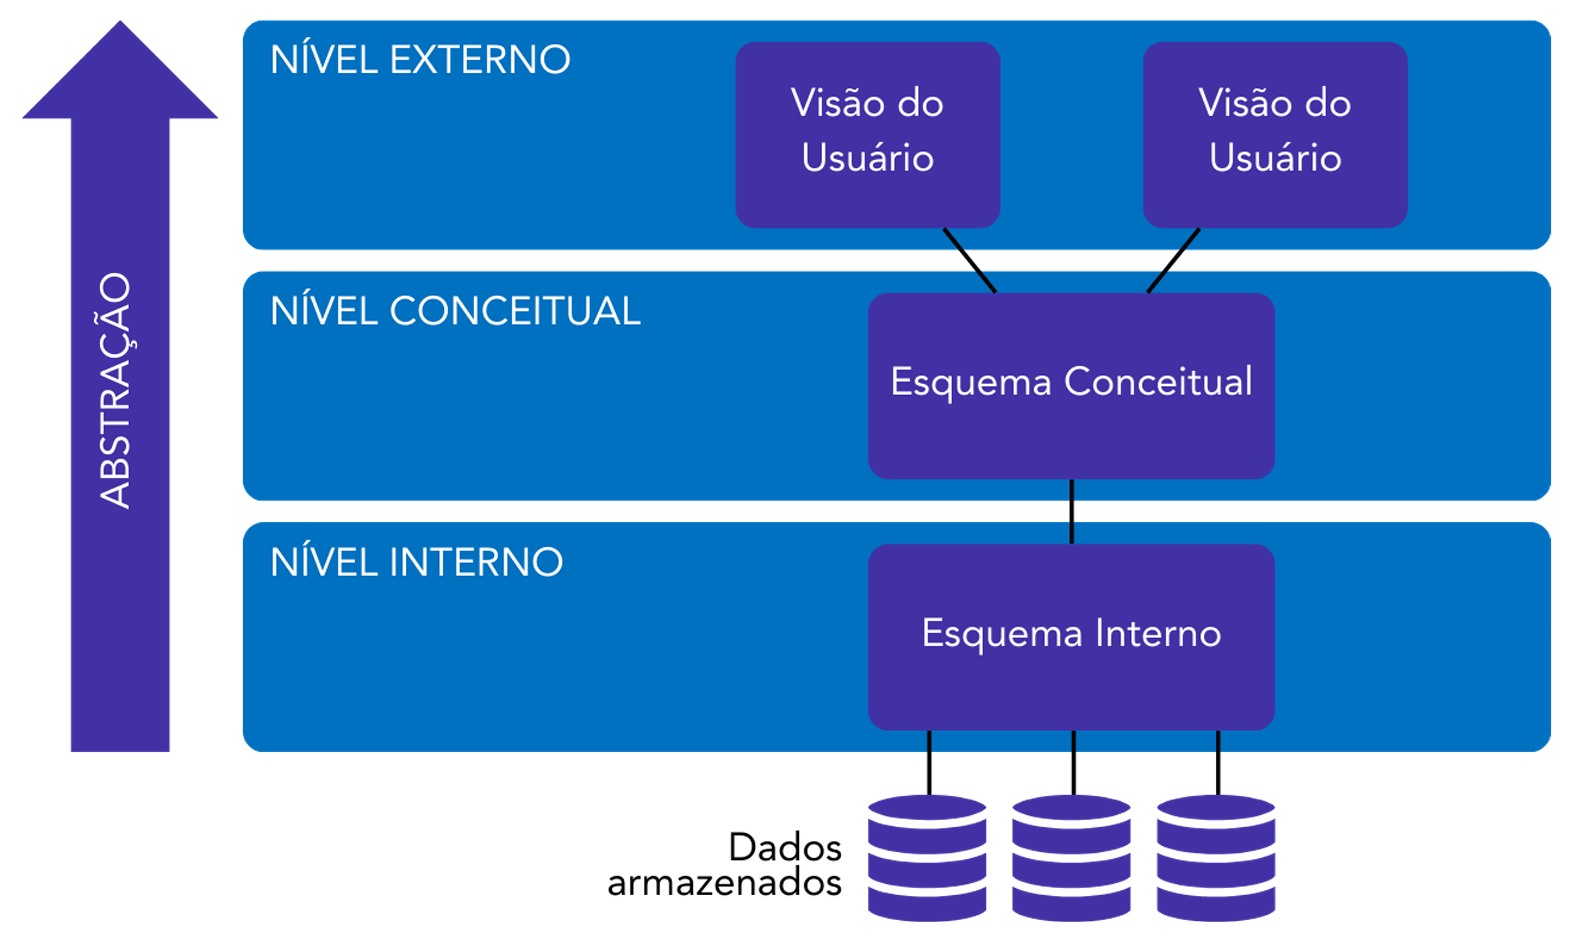 ABSTRAÇÃO
NÍVEL EXTERNO
Visão do
Usuário
Visão do
Usuário
NÍVEL CONCEITUAL
Esquema Conceitual
NÍVEL INTERNO
Esquema Interno
Dados
armazenados